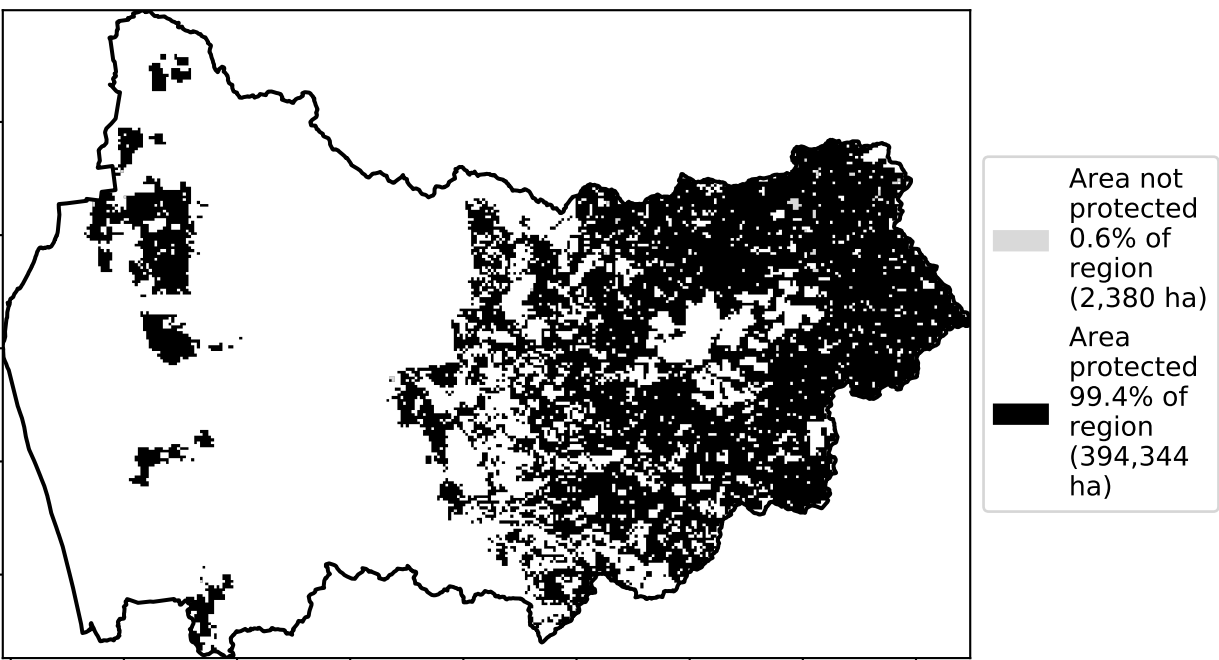 Area not
protected
0.6% of
region
(2,380 ha)
Area
protected
99.4% of
region
(394,344
ha)